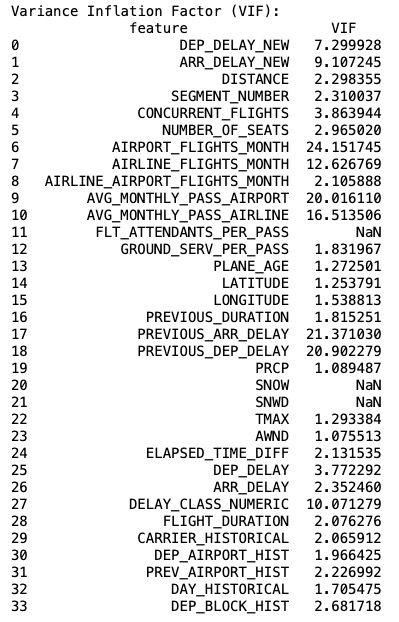 Variance Inflation Factor (VIF):
feature VIF
0 DEP_DELAY_NEW 7.299928
1 ARR_DELAY_NEW 9.107245
2 DISTANCE 2.298355
3 SEGMENT_NUMBER 2.310037
4 CONCURRENT_FLIGHTS 3.863944
5 NUMBER_OF_SEATS 2.965020
6 AIRPORT_FLIGHTS_MONTH 24.151745
7 AIRLINE_FLIGHTS_MONTH 12.626769
8 AIRLINE_AIRPORT_FLIGHTS_MONTH 2.105888
9 AVG_MONTHLY_PASS_AIRPORT 20.016110
10 AVG_MONTHLY_PASS_AIRLINE 16.513506
11 FLT_ATTENDANTS_PER_PASS NaN
12 GROUND_SERV_PER_PASS 1.831967
13 PLANE_AGE 1.272501
14 LATITUDE 1.253791
15 LONGITUDE 1.538813
16 PREVIOUS_DURATION 1.815251
17 PREVIOUS_ARR_DELAY 21.371030
18 PREVIOUS_DEP_DELAY 20.902279
19 PRCP 1.089487
20 SNOW NaN
21 SNWD NaN
22 TMAX 1.293384
23 AWND 1.075513
24 ELAPSED_TIME_DIFF 2.131535
25 DEP_DELAY 3.772292
26 ARR_DELAY 2.352460
27 DELAY_CLASS_NUMERIC 10.071279
28 FLIGHT_DURATION 2.076276
29 CARRIER_HISTORICAL 2.065912
30 DEP_AIRPORT_HIST 1.966425
31 PREV_AIRPORT_HIST 2.226992
32 DAY_HISTORICAL 1.705475
33 DEP_BLOCK_HIST 2.681718